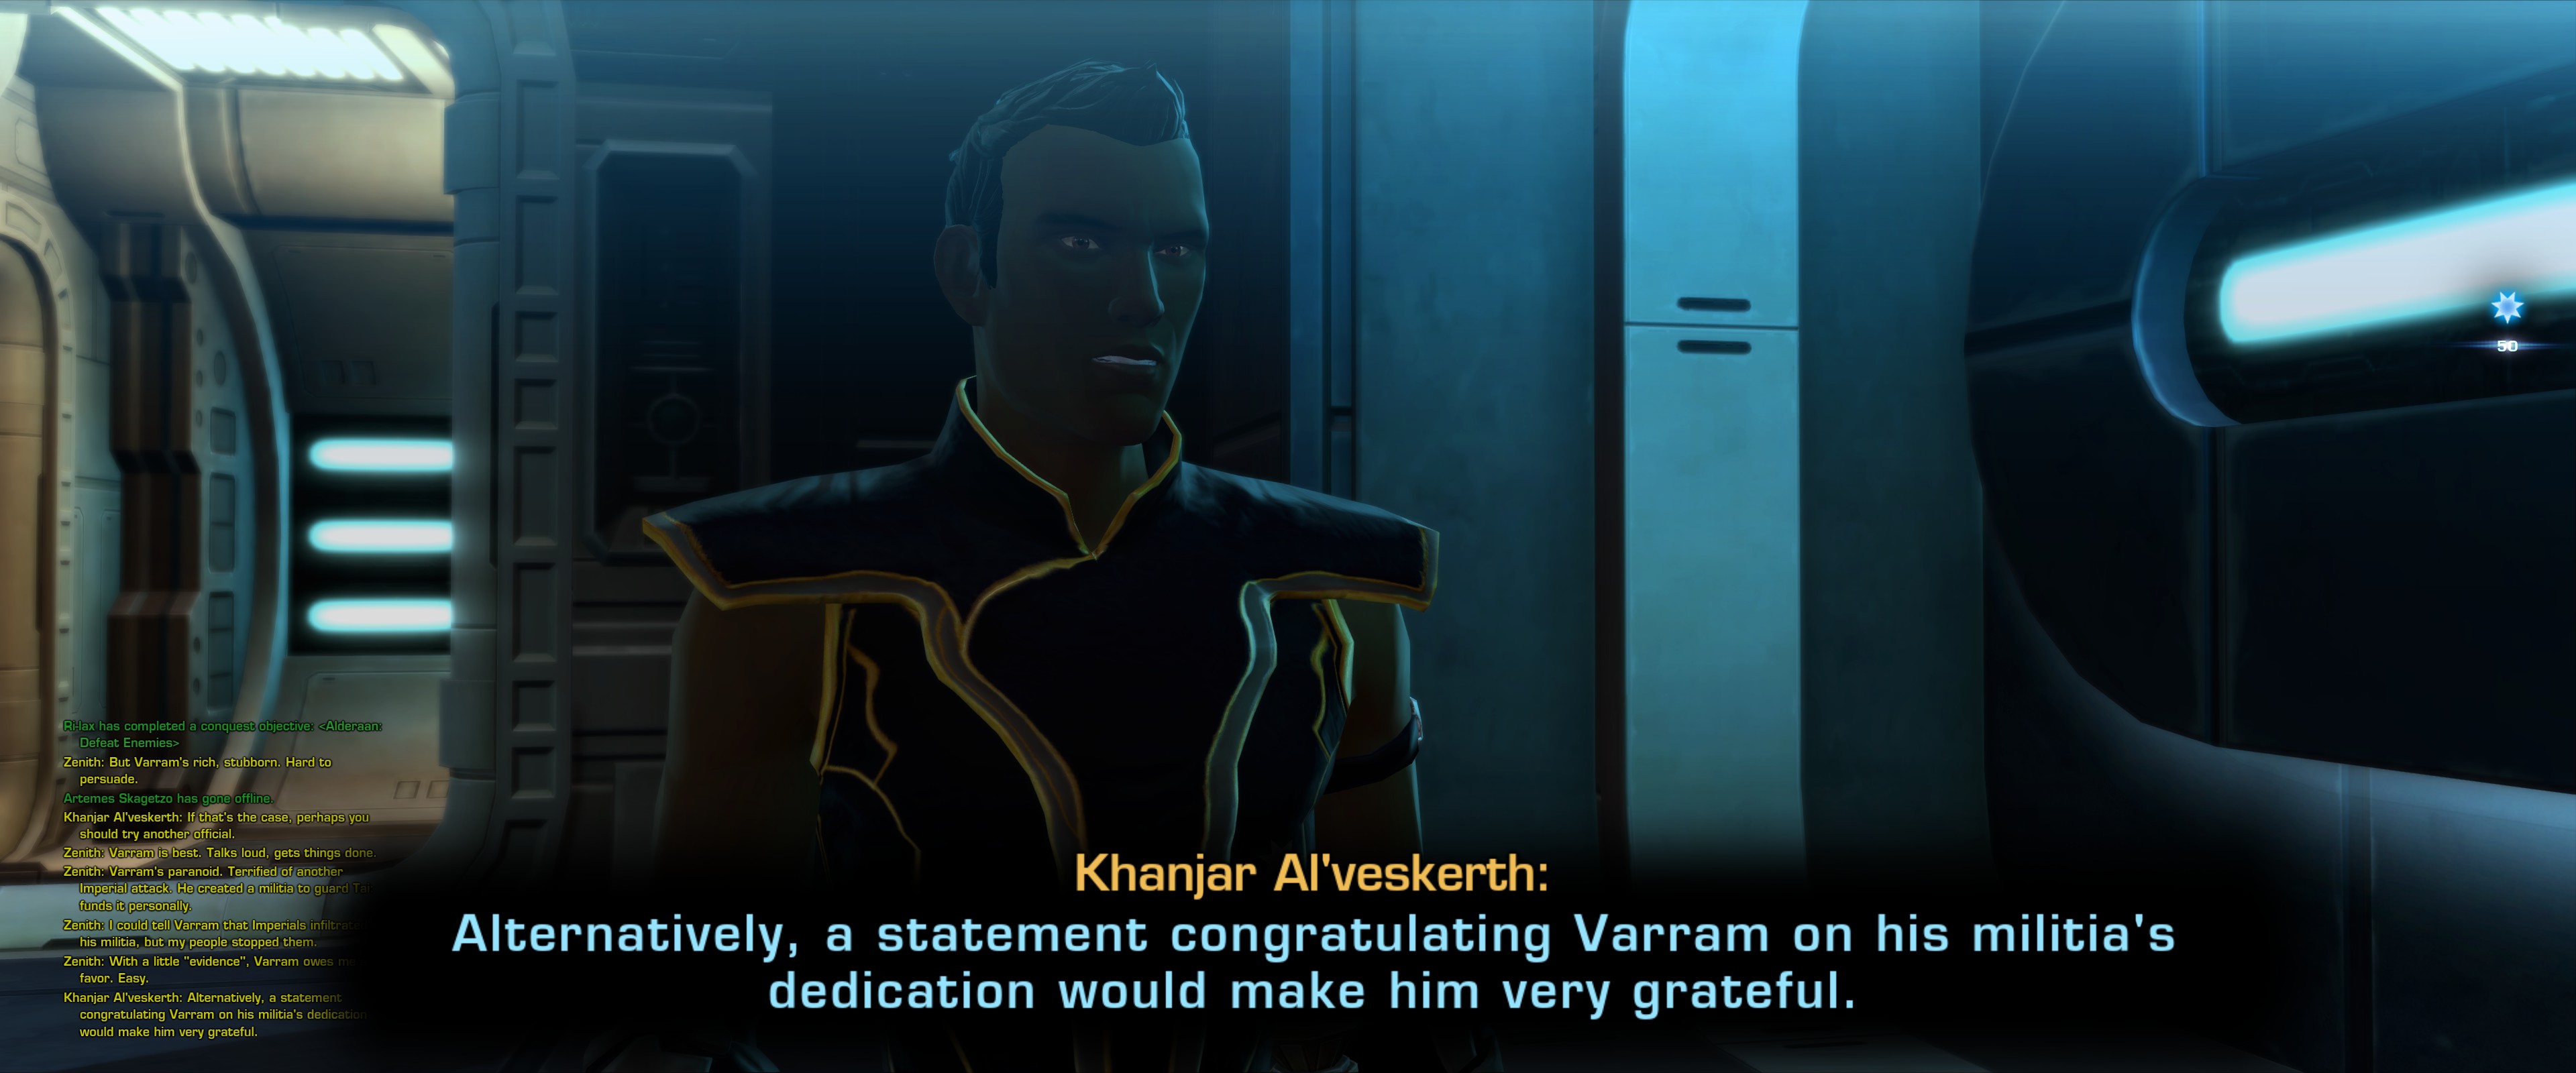 Ri-lax has completed a conquest objective: <Alderaan:
Defeat Enemies>
Zenith: But Varram's rich, stubborn. Hard to
persuade.
Artemes Skagetzo has gone offline.
Khanjar Al'veskerth: If that's the case, perhaps you
should try another official.
Zenith: Varram is best. Talks loud, gets things done.
Zenith: Varram's paranoid. Terrified of another
Imperial attack. He created a militia to guard
funds it personally.
Zenith: I could tell Varram that Imperials
his militia, but my people stopped them.
Zenith: With a little "evidence", Varram owes
favor. Easy.
Khanjar Al'veskerth: Alternatively, a statement
congratulating Varram on his militia's dedication
would make him very grateful.
50
Khanjar Al'veskerth:
Alternatively, a statement congratulating Varram on his militia's
dedication would make him very grateful.